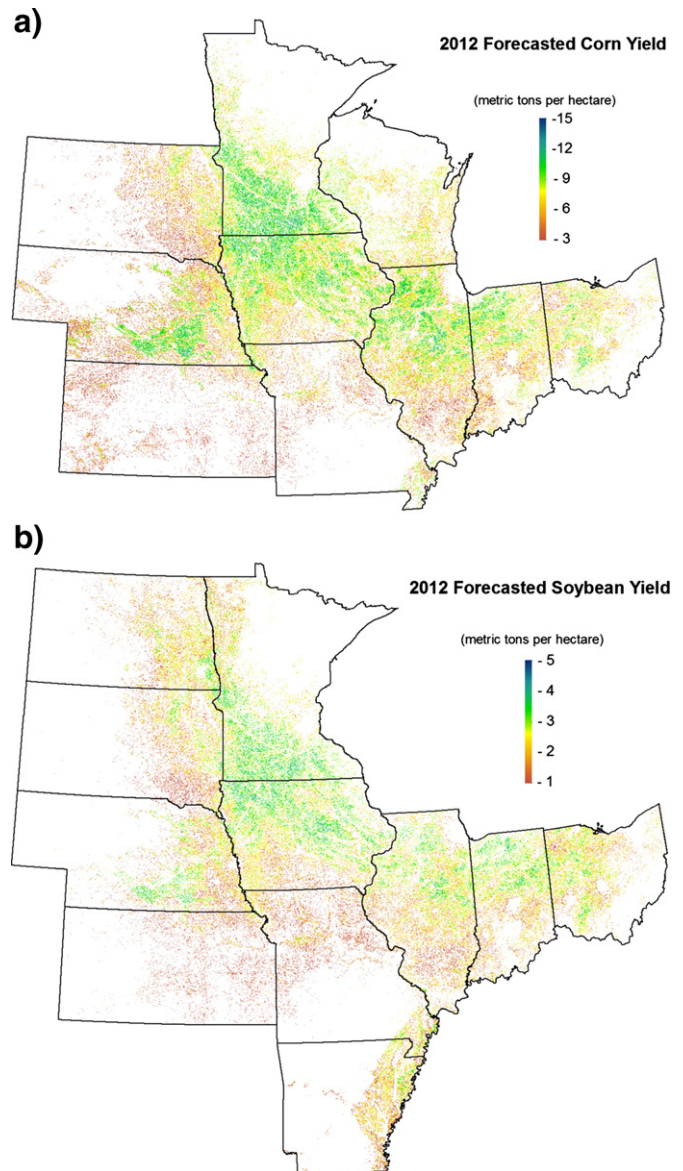 a)
2012 Forecasted Corn Yield
(metric tons per hectare)
-15
-12
- 9
- 6
- 3
b)
2012 Forecasted Soybean Yield
(metric tons per hectare)
- 5
- 4
- 3
- 2
- 1